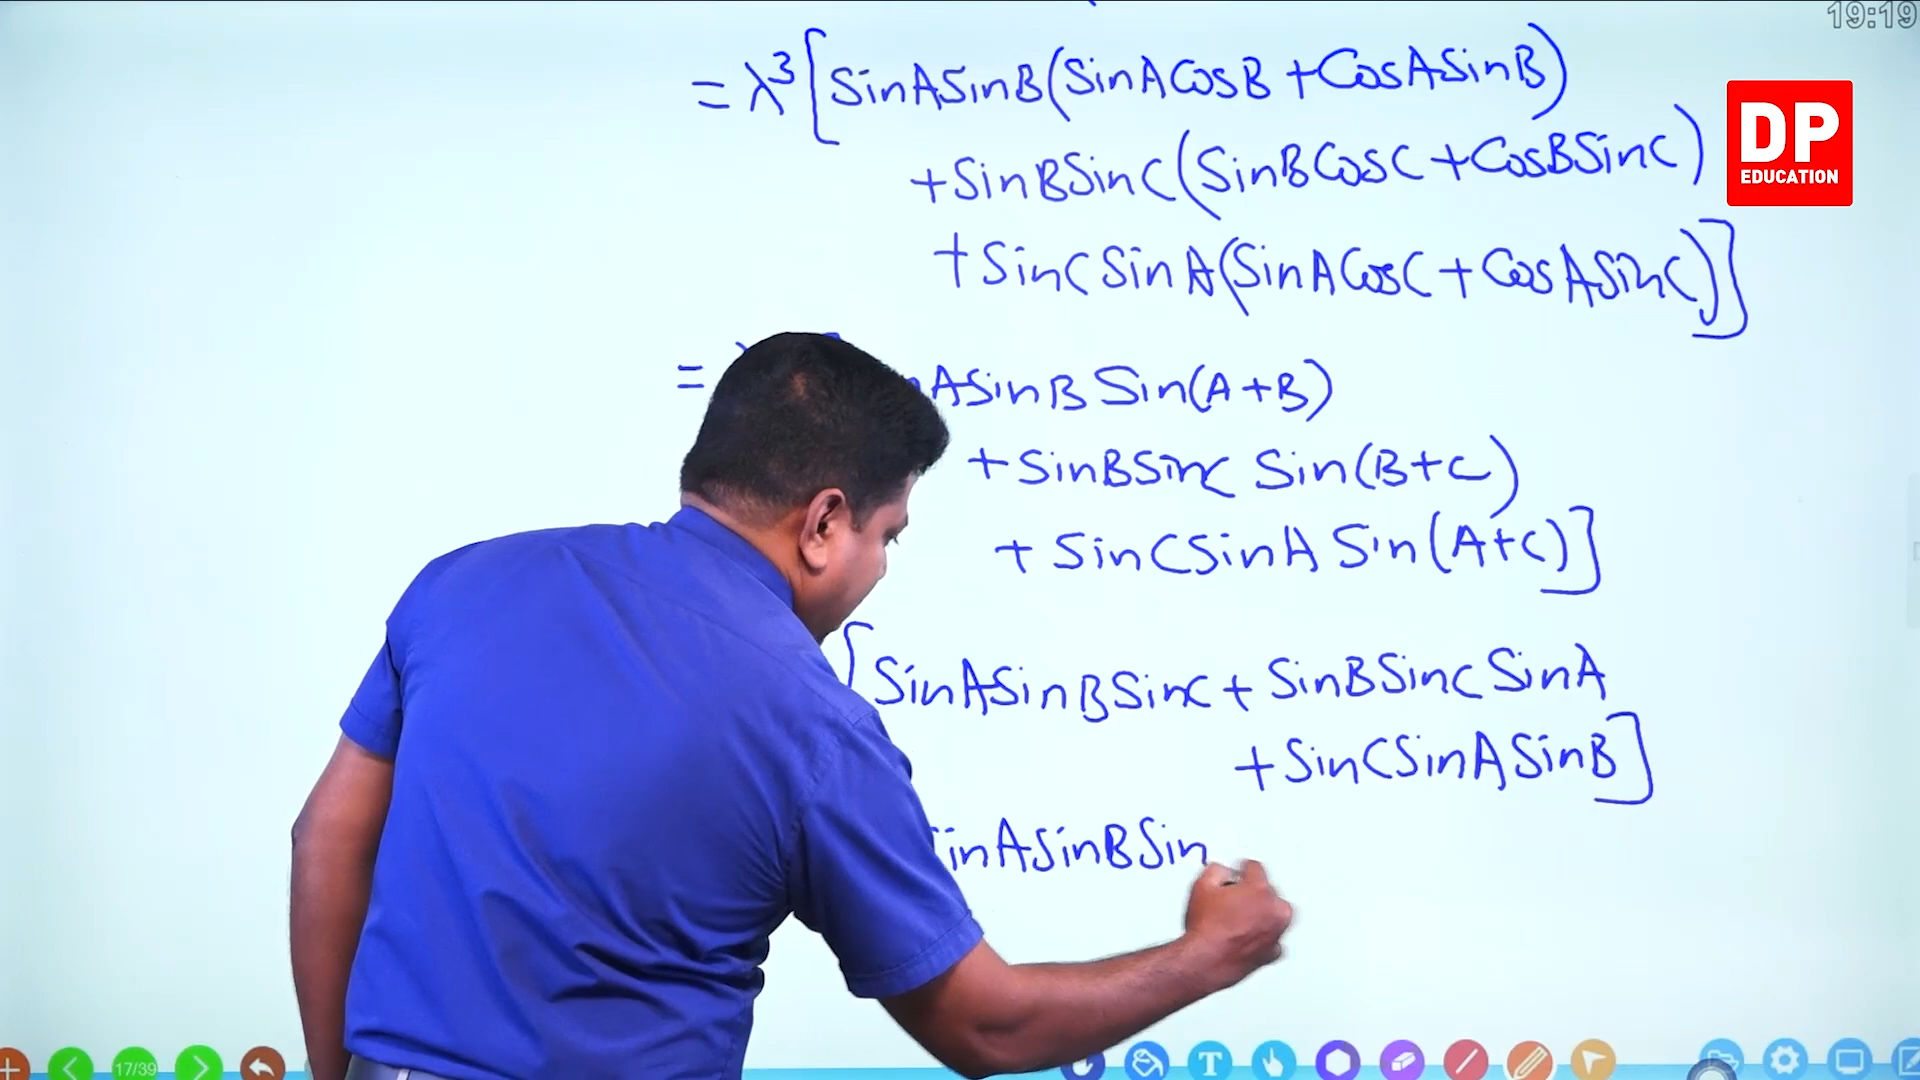 19:19
= λ³[SinASinB(SinACosB + CosASinB)
DP
EDUCATION
+SinBSinC(SinBCosC + CosBSinC)
+SinCSinA(SinACosC + CosASinC)]
= ASinB Sin(A+B)
+SinBSinC Sin(B+C)
+ SinCSinA Sin(A+C)]
[SinASinBSinC + SinBSinCSinA
+SinCSinASinB]
SinASinBSin
17/39
T